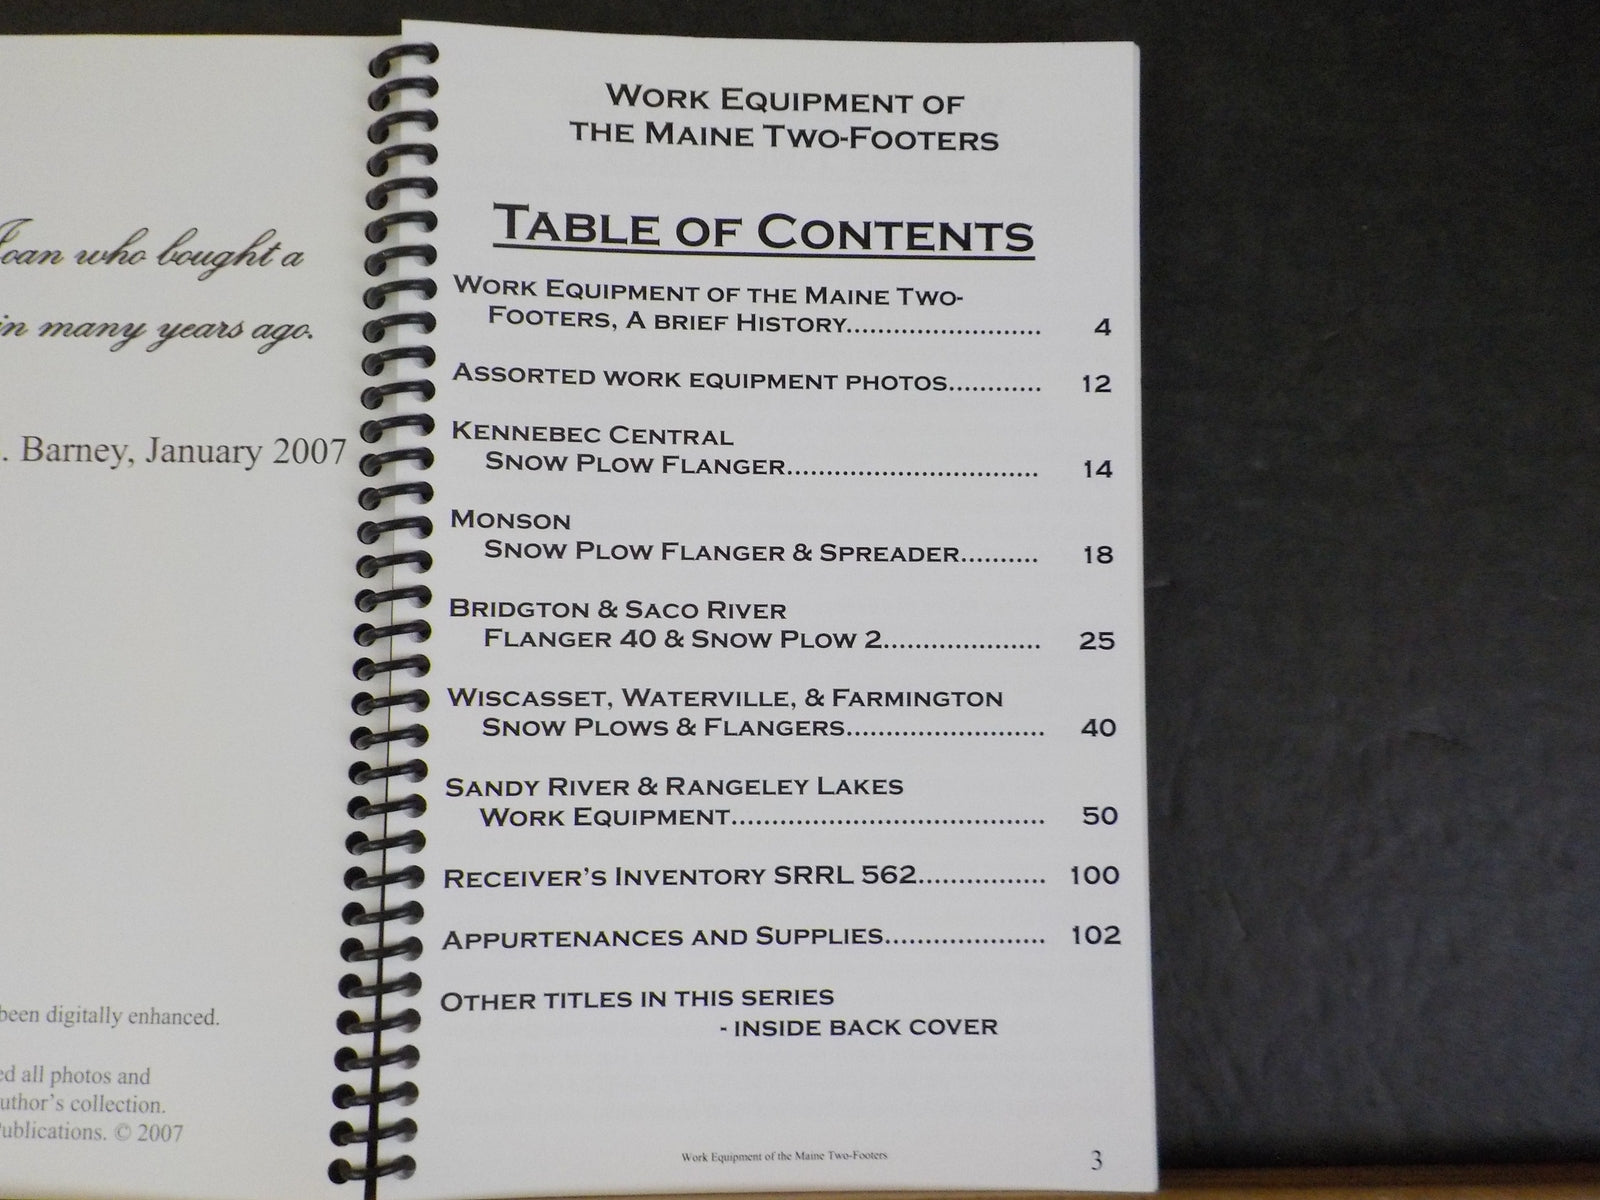 who bought a
many years ago.
Barney, January 2007
been digitally enhanced.
all photos and
collection.
© 2007
Work Equipment of
the Maine Two-Footers
Table of Contents
Work Equipment of the Maine Two-
Footers, A brief History......................... 4
Assorted work equipment photos............ 12
Kennebec Central
Snow Plow Flanger................................ 14
Monson
Snow Plow Flanger & Spreader.......... 18
Bridgton & Saco River
Flanger 40 & Snow Plow 2.................... 25
Wiscasset, Waterville, & Farmington
Snow Plows & Flangers......................... 40
Sandy River & Rangeley Lakes
Work Equipment....................................... 50
Receiver's Inventory SRRL 562................ 100
Appurtenances and Supplies.................... 102
Other titles in this series
- inside back cover
Work Equipment of the Maine Two-Footers
3